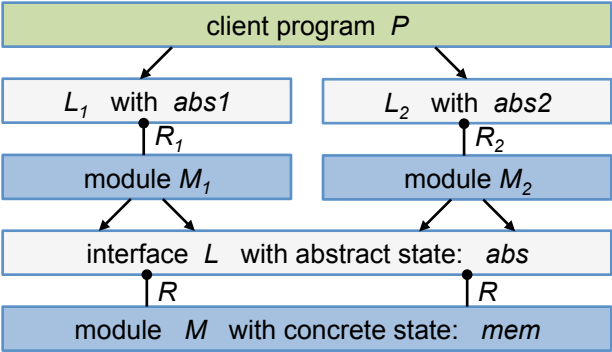 client program P
L1 with abs1
L2 with abs2
R1
R2
module M1
module M2
interface L with abstract state: abs
R
R
module M with concrete state: mem